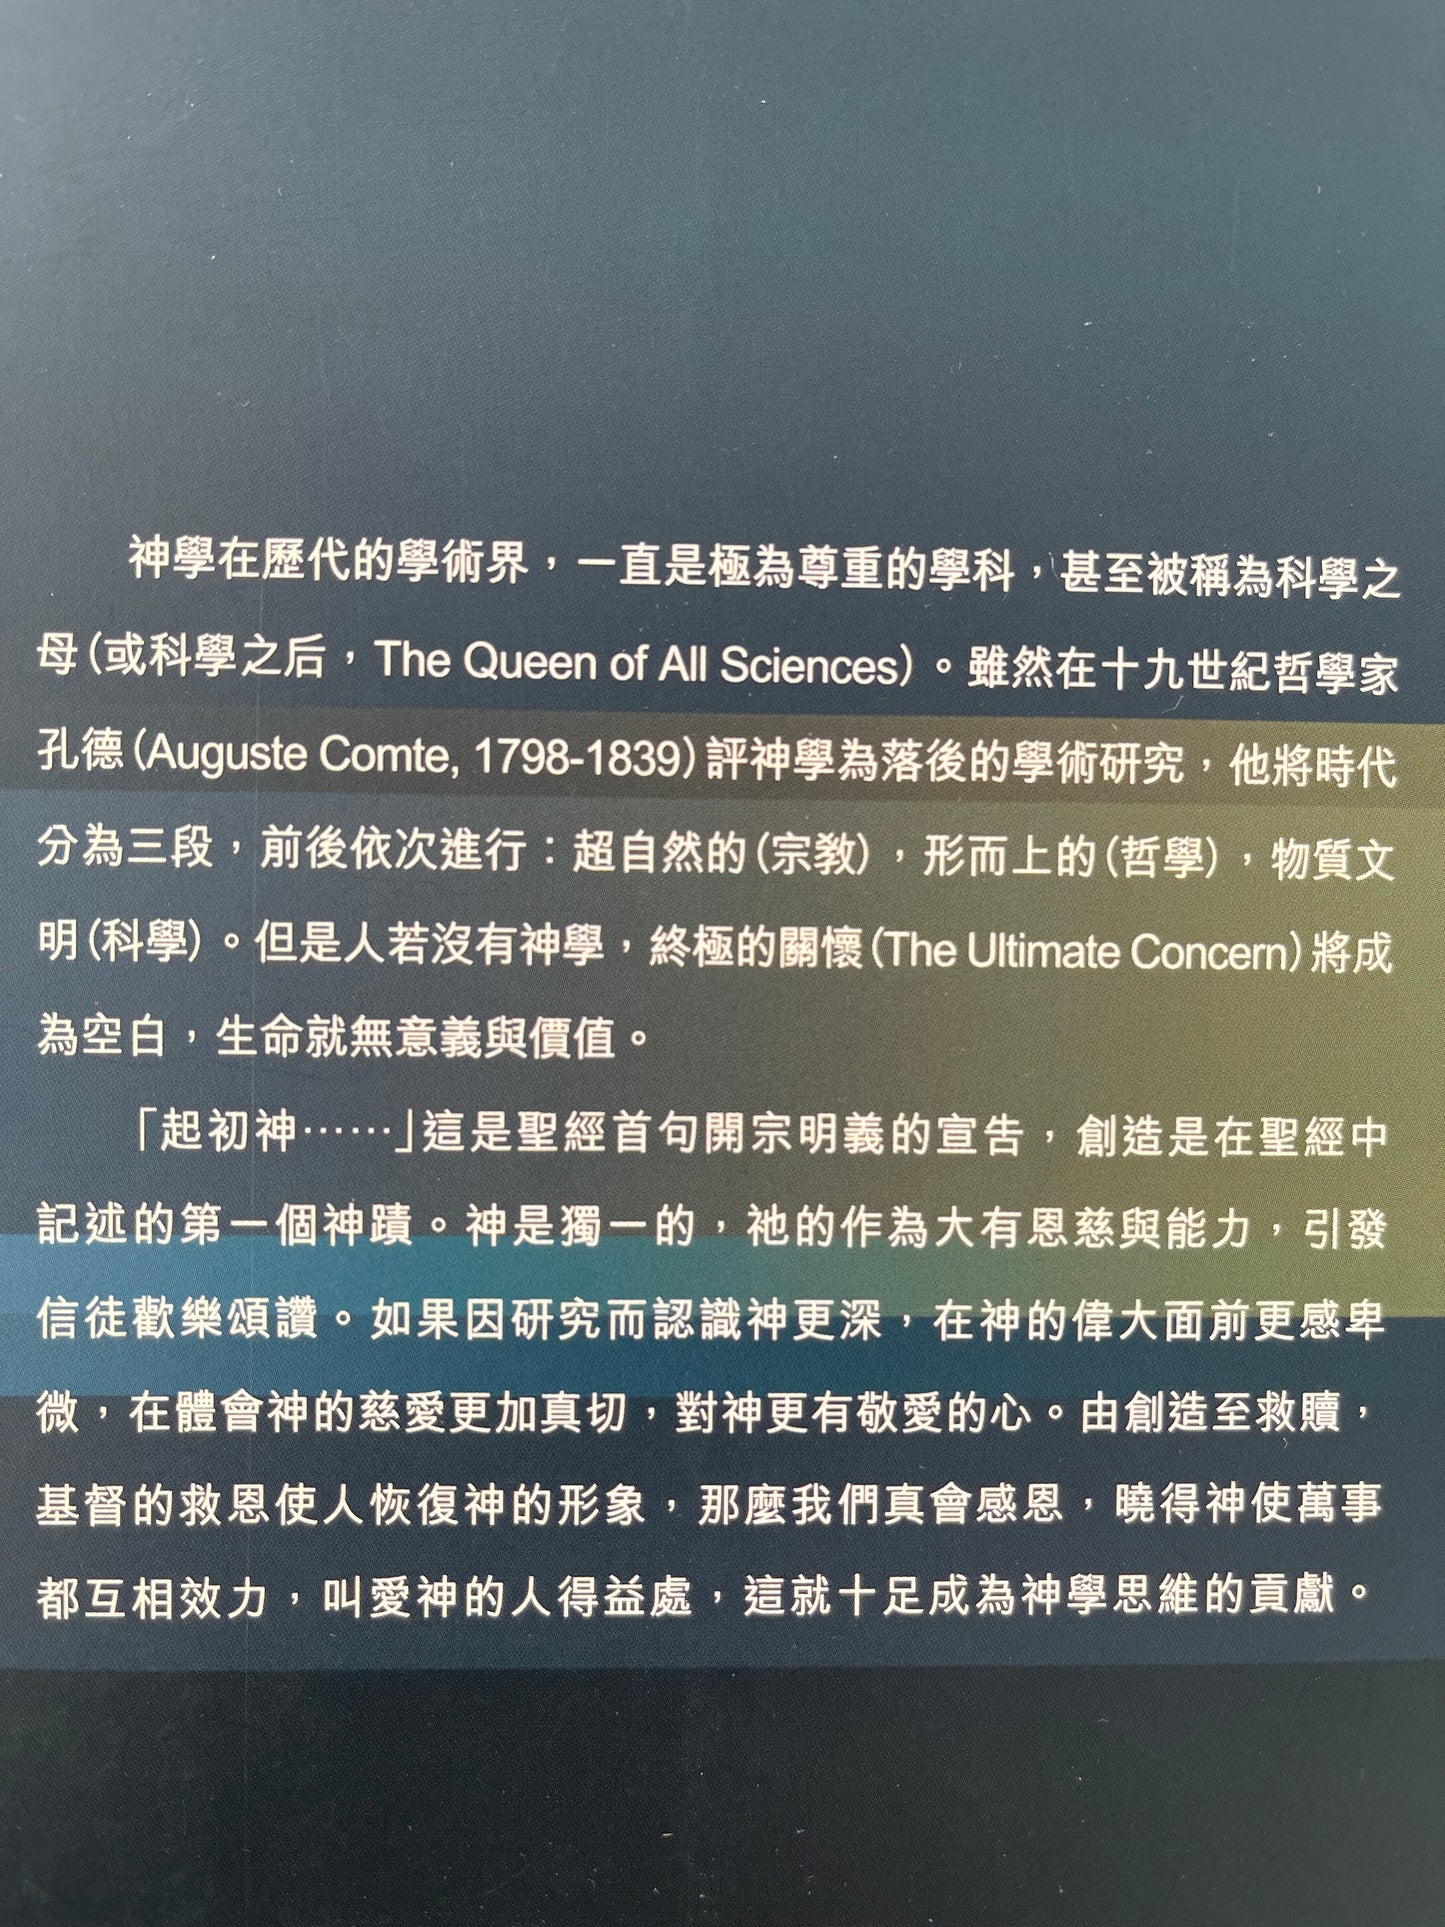 神學在歷代的學術界，一直是極為尊重的學科，甚至被稱為科學之
母(或科學之后，The Queen of All Sciences)。雖然在十九世紀哲學家
孔德(Auguste Comte, 1798-1839)評神學為落後的學術研究，他將時代
分為三段，前後依次進行：超自然的(宗教)，形而上的(哲學)，物質文
明(科學)。但是人若沒有神學，終極的關懷(The Ultimate Concern)將成
為空白，生命就無意義與價值。
「起初神……」這是聖經首句開宗明義的宣告，創造是在聖經中
記述的第一個神蹟。神是獨一的，祂的作為大有恩慈與能力，引發
信徒歡樂頌讚。如果因研究而認識神更深，在神的偉大面前更感卑
微，在體會神的慈愛更加真切，對神更有敬愛的心。由創造至救贖，
基督的救恩使人恢復神的形象，那麼我們真會感恩，曉得神使萬事
都互相效力，叫愛神的人得益處，這就十足成為神學思維的貢獻。